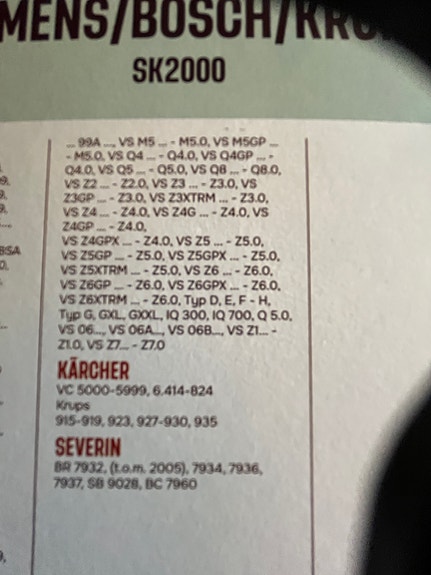 MENS/BOSCH/KRU
SK2000
... 99A ..., VS M5 ... - M5.0, VS M5GP ...
- M5.0, VS Q4 ... - Q4.0, VS Q4GP ... -
Q4.0, VS Q5 ... - Q5.0, VS Q8 ... - Q8.0,
VS Z2 ... - Z2.0, VS Z3 ... - Z3.0, VS
Z3GP ... - Z3.0, VS Z3XTRM ... - Z3.0,
VS Z4 ... - Z4.0, VS Z4G ... - Z4.0, VS
Z4GP ... - Z4.0,
VS Z4GPX ... - Z4.0, VS Z5 ... - Z5.0,
VS Z5GP ... - Z5.0, VS Z5GPX ... - Z5.0,
VS Z5XTRM ... - Z5.0, VS Z6 ... - Z6.0,
VS Z6GP ... - Z6.0, VS Z6GPX ... - Z6.0,
VS Z6XTRM ... - Z6.0, Typ D, E, F - H,
Typ G, GXL, GXXL, IQ 300, IQ 700, Q 5.0,
VS 06..., VS 06A..., VS 06B..., VS Z1... -
Z1.0, VS Z7... - Z7.0
KÄRCHER
VC 5000-5999, 6.414-824
Krups
915-919, 923, 927-930, 935
SEVERIN
BR 7932, (t.o.m. 2005), 7934, 7936,
7937, SB 9028, BC 7960